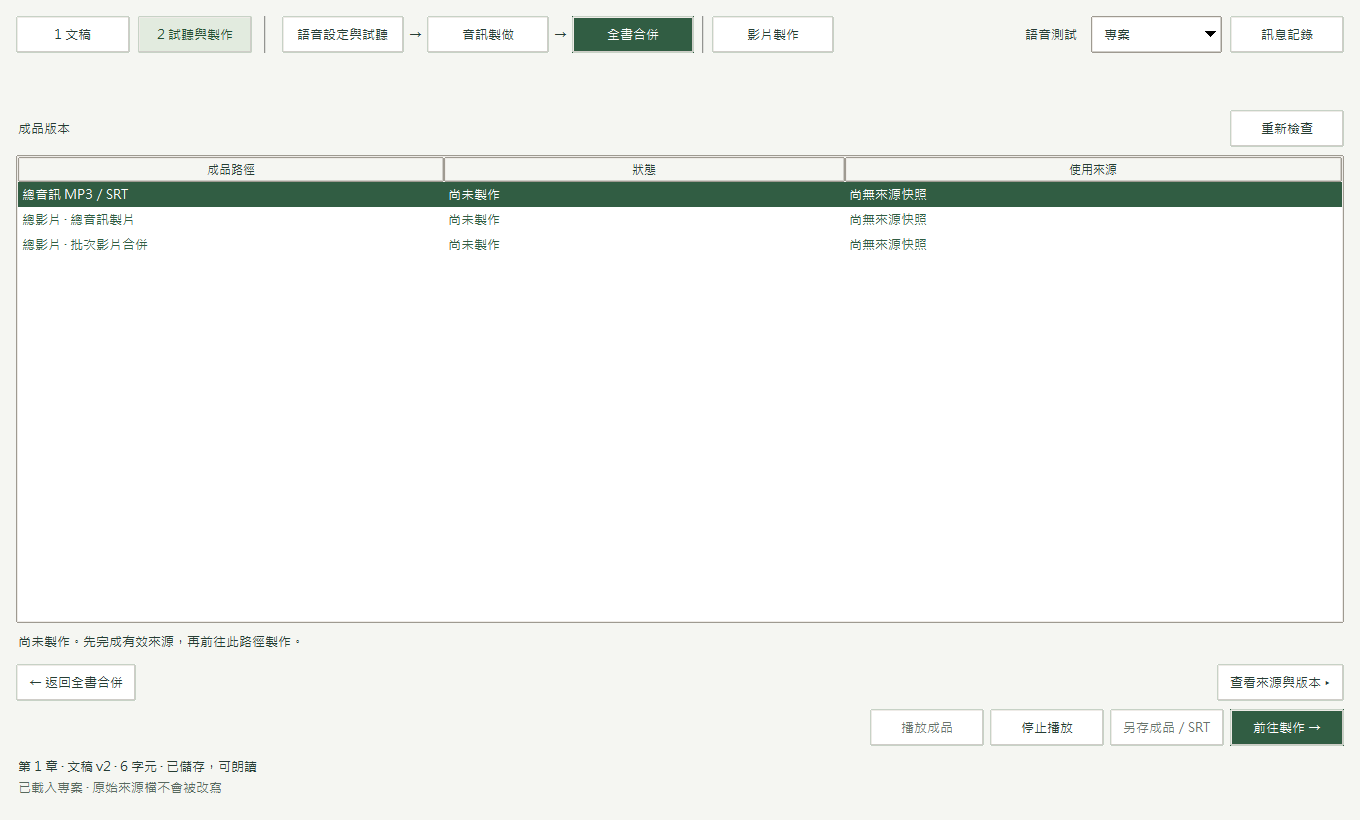 1 文稿 2 試聽與製作 語音設定與試聽 → 音訊製做 → 全書合併 影片製作 語音測試 專案 訊息記錄
成品版本 重新檢查
成品路徑 狀態 使用來源
總音訊 MP3 / SRT 尚未製作 尚無來源快照
總影片 · 總音訊製片 尚未製作 尚無來源快照
總影片 · 批次影片合併 尚未製作 尚無來源快照
尚未製作。先完成有效來源，再前往此路徑製作。
← 返回全書合併 查看來源與版本 ▸
播放成品 停止播放 另存成品 / SRT 前往製作 →
第 1 章 · 文稿 v2 · 6 字元 · 已儲存，可朗讀
已載入專案 · 原始來源檔不會被改寫